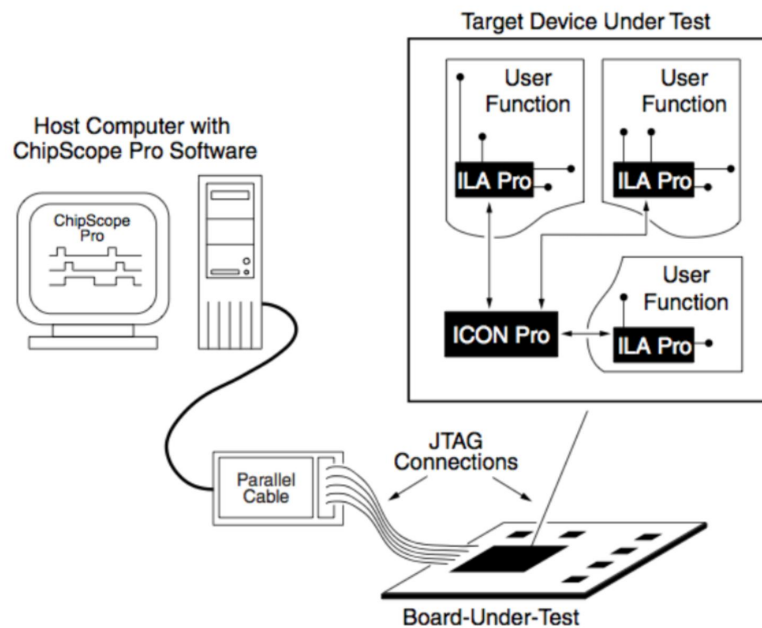 Target Device Under Test
User
Function
ILA Pro
User
Function
ILA Pro
Host Computer with
ChipScope Pro Software
ChipScope
Pro
User
Function
ILA Pro
ICON Pro
JTAG
Connections
Parallel
Cable
Board-Under-Test